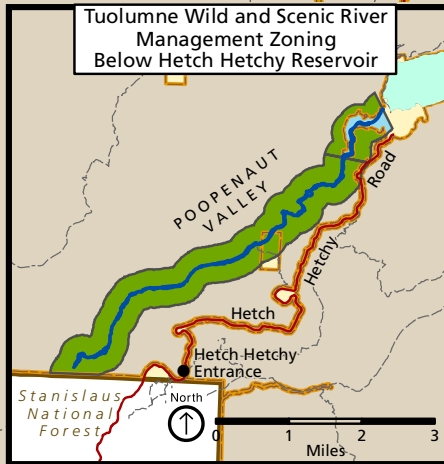 Tuolumne Wild and Scenic River
Management Zoning
Below Hetch Hetchy Reservoir
POOPENAUT
VALLEY
Road
Hetchy
Hetch
Hetch Hetchy
Entrance
Stanislaus
National
Forest
North
0 1 2 3
Miles